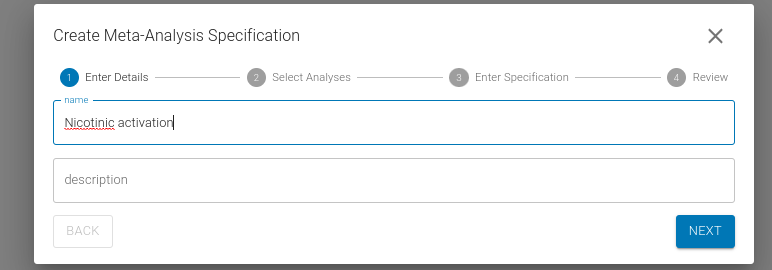 Create Meta-Analysis Specification
1 Enter Details 2 Select Analyses 3 Enter Specification 4 Review
name
Nicotinic activation
description
BACK NEXT